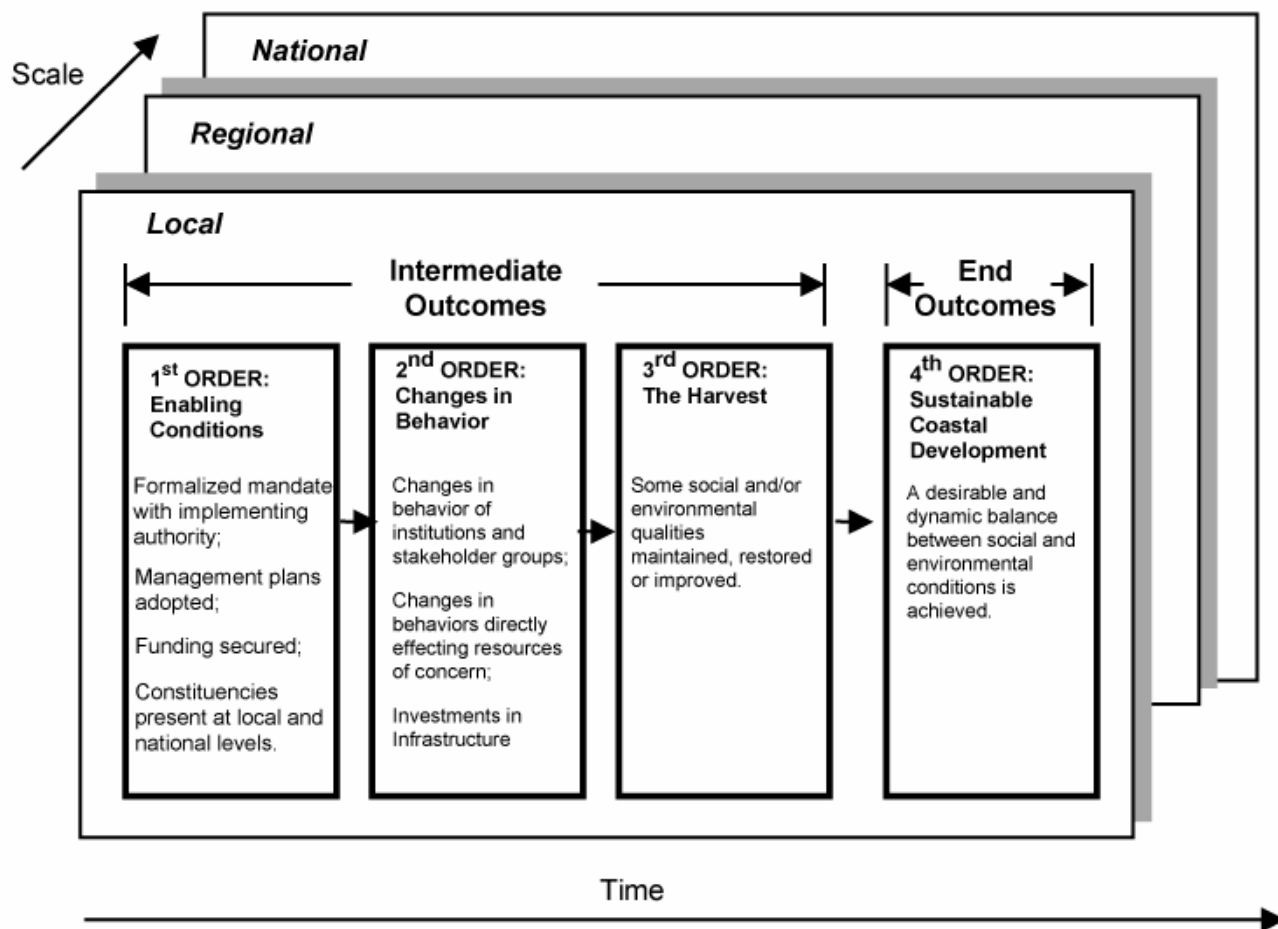 Scale
National
Regional
Local
Intermediate
Outcomes
End
Outcomes
1st ORDER:
Enabling
Conditions
Formalized mandate
with implementing
authority;
Management plans
adopted;
Funding secured;
Constituencies
present at local and
national levels.
2nd ORDER:
Changes in
Behavior
Changes in
behavior of
institutions and
stakeholder groups;
Changes in
behaviors directly
effecting resources
of concern;
Investments in
Infrastructure
3rd ORDER:
The Harvest
Some social and/or
environmental
qualities
maintained, restored
or improved.
4th ORDER:
Sustainable
Coastal
Development
A desirable and
dynamic balance
between social and
environmental
conditions is
achieved.
Time